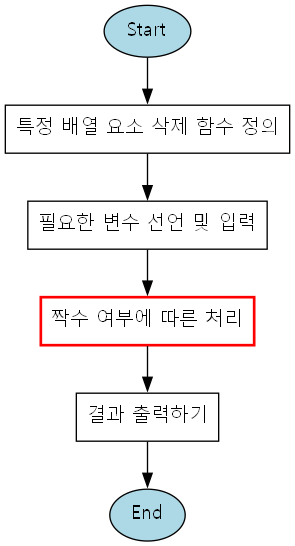 Start
특정 배열 요소 삭제 함수 정의
필요한 변수 선언 및 입력
짝수 여부에 따른 처리
결과 출력하기
End